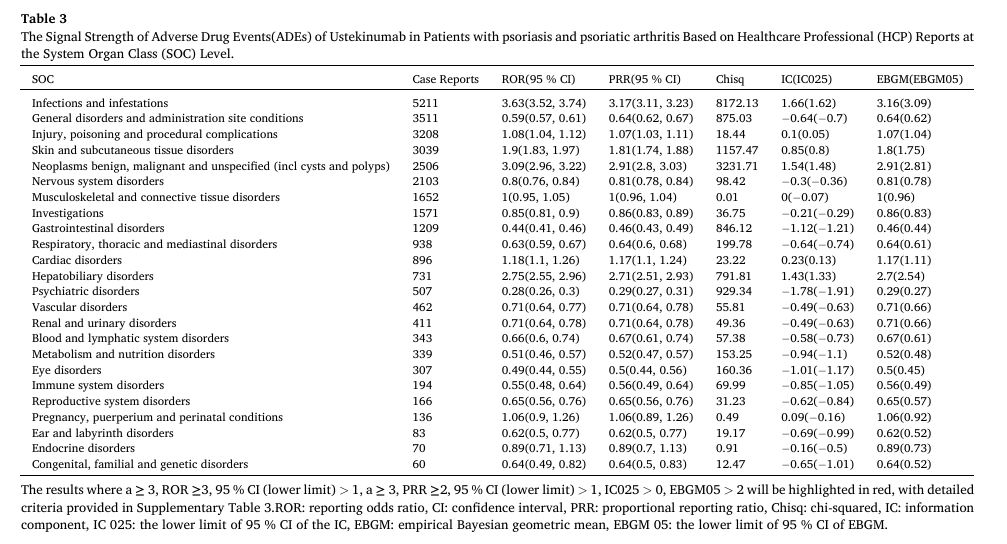 Table 3
The Signal Strength of Adverse Drug Events(ADEs) of Ustekinumab in Patients with psoriasis and psoriatic arthritis Based on Healthcare Professional (HCP) Reports at
the System Organ Class (SOC) Level.
SOC Case Reports ROR(95 % CI) PRR(95 % CI) Chisq IC(IC025) EBGM(EBGM05)
Infections and infestations 5211 3.63(3.52, 3.74) 3.17(3.11, 3.23) 8172.13 1.66(1.62) 3.16(3.09)
General disorders and administration site conditions 3511 0.59(0.57, 0.61) 0.64(0.62, 0.67) 875.03 −0.64(−0.7) 0.64(0.62)
Injury, poisoning and procedural complications 3208 1.08(1.04, 1.12) 1.07(1.03, 1.11) 18.44 0.1(0.05) 1.07(1.04)
Skin and subcutaneous tissue disorders 3039 1.9(1.83, 1.97) 1.81(1.74, 1.88) 1157.47 0.85(0.8) 1.8(1.75)
Neoplasms benign, malignant and unspecified (incl cysts and polyps) 2506 3.09(2.96, 3.22) 2.91(2.8, 3.03) 3231.71 1.54(1.48) 2.91(2.81)
Nervous system disorders 2103 0.8(0.76, 0.84) 0.81(0.78, 0.84) 98.42 −0.3(−0.36) 0.81(0.78)
Musculoskeletal and connective tissue disorders 1652 1(0.95, 1.05) 1(0.96, 1.04) 0.01 0(−0.07) 1(0.96)
Investigations 1571 0.85(0.81, 0.9) 0.86(0.83, 0.89) 36.75 −0.21(−0.29) 0.86(0.83)
Gastrointestinal disorders 1209 0.44(0.41, 0.46) 0.46(0.43, 0.49) 846.12 −1.12(−1.21) 0.46(0.44)
Respiratory, thoracic and mediastinal disorders 938 0.63(0.59, 0.67) 0.64(0.6, 0.68) 199.78 −0.64(−0.74) 0.64(0.61)
Cardiac disorders 896 1.18(1.1, 1.26) 1.17(1.1, 1.24) 23.22 0.23(0.13) 1.17(1.11)
Hepatobiliary disorders 731 2.75(2.55, 2.96) 2.71(2.51, 2.93) 791.81 1.43(1.33) 2.7(2.54)
Psychiatric disorders 507 0.28(0.26, 0.3) 0.29(0.27, 0.31) 929.34 −1.78(−1.91) 0.29(0.27)
Vascular disorders 462 0.71(0.64, 0.77) 0.71(0.64, 0.78) 55.81 −0.49(−0.63) 0.71(0.66)
Renal and urinary disorders 411 0.71(0.64, 0.78) 0.71(0.64, 0.78) 49.36 −0.49(−0.63) 0.71(0.66)
Blood and lymphatic system disorders 343 0.66(0.6, 0.74) 0.67(0.61, 0.74) 57.38 −0.58(−0.73) 0.67(0.61)
Metabolism and nutrition disorders 339 0.51(0.46, 0.57) 0.52(0.47, 0.57) 153.25 −0.94(−1.1) 0.52(0.48)
Eye disorders 307 0.49(0.44, 0.55) 0.5(0.44, 0.56) 160.36 −1.01(−1.17) 0.5(0.45)
Immune system disorders 194 0.55(0.48, 0.64) 0.56(0.49, 0.64) 69.99 −0.85(−1.05) 0.56(0.49)
Reproductive system disorders 166 0.65(0.56, 0.76) 0.65(0.56, 0.76) 31.23 −0.62(−0.84) 0.65(0.57)
Pregnancy, puerperium and perinatal conditions 136 1.06(0.9, 1.26) 1.06(0.89, 1.26) 0.49 0.09(−0.16) 1.06(0.92)
Ear and labyrinth disorders 83 0.62(0.5, 0.77) 0.62(0.5, 0.77) 19.17 −0.69(−0.99) 0.62(0.52)
Endocrine disorders 70 0.89(0.71, 1.13) 0.89(0.7, 1.13) 0.91 −0.16(−0.5) 0.89(0.73)
Congenital, familial and genetic disorders 60 0.64(0.49, 0.82) 0.64(0.5, 0.83) 12.47 −0.65(−1.01) 0.64(0.52)
The results where a ≧ 3, ROR ≧3, 95 % CI (lower limit) > 1, a ≧ 3, PRR ≧2, 95 % CI (lower limit) > 1, IC025 > 0, EBGM05 > 2 will be highlighted in red, with detailed
criteria provided in Supplementary Table 3.ROR: reporting odds ratio, CI: confidence interval, PRR: proportional reporting ratio, Chisq: chi-squared, IC: information
component, IC 025: the lower limit of 95 % CI of the IC, EBGM: empirical Bayesian geometric mean, EBGM 05: the lower limit of 95 % CI of EBGM.